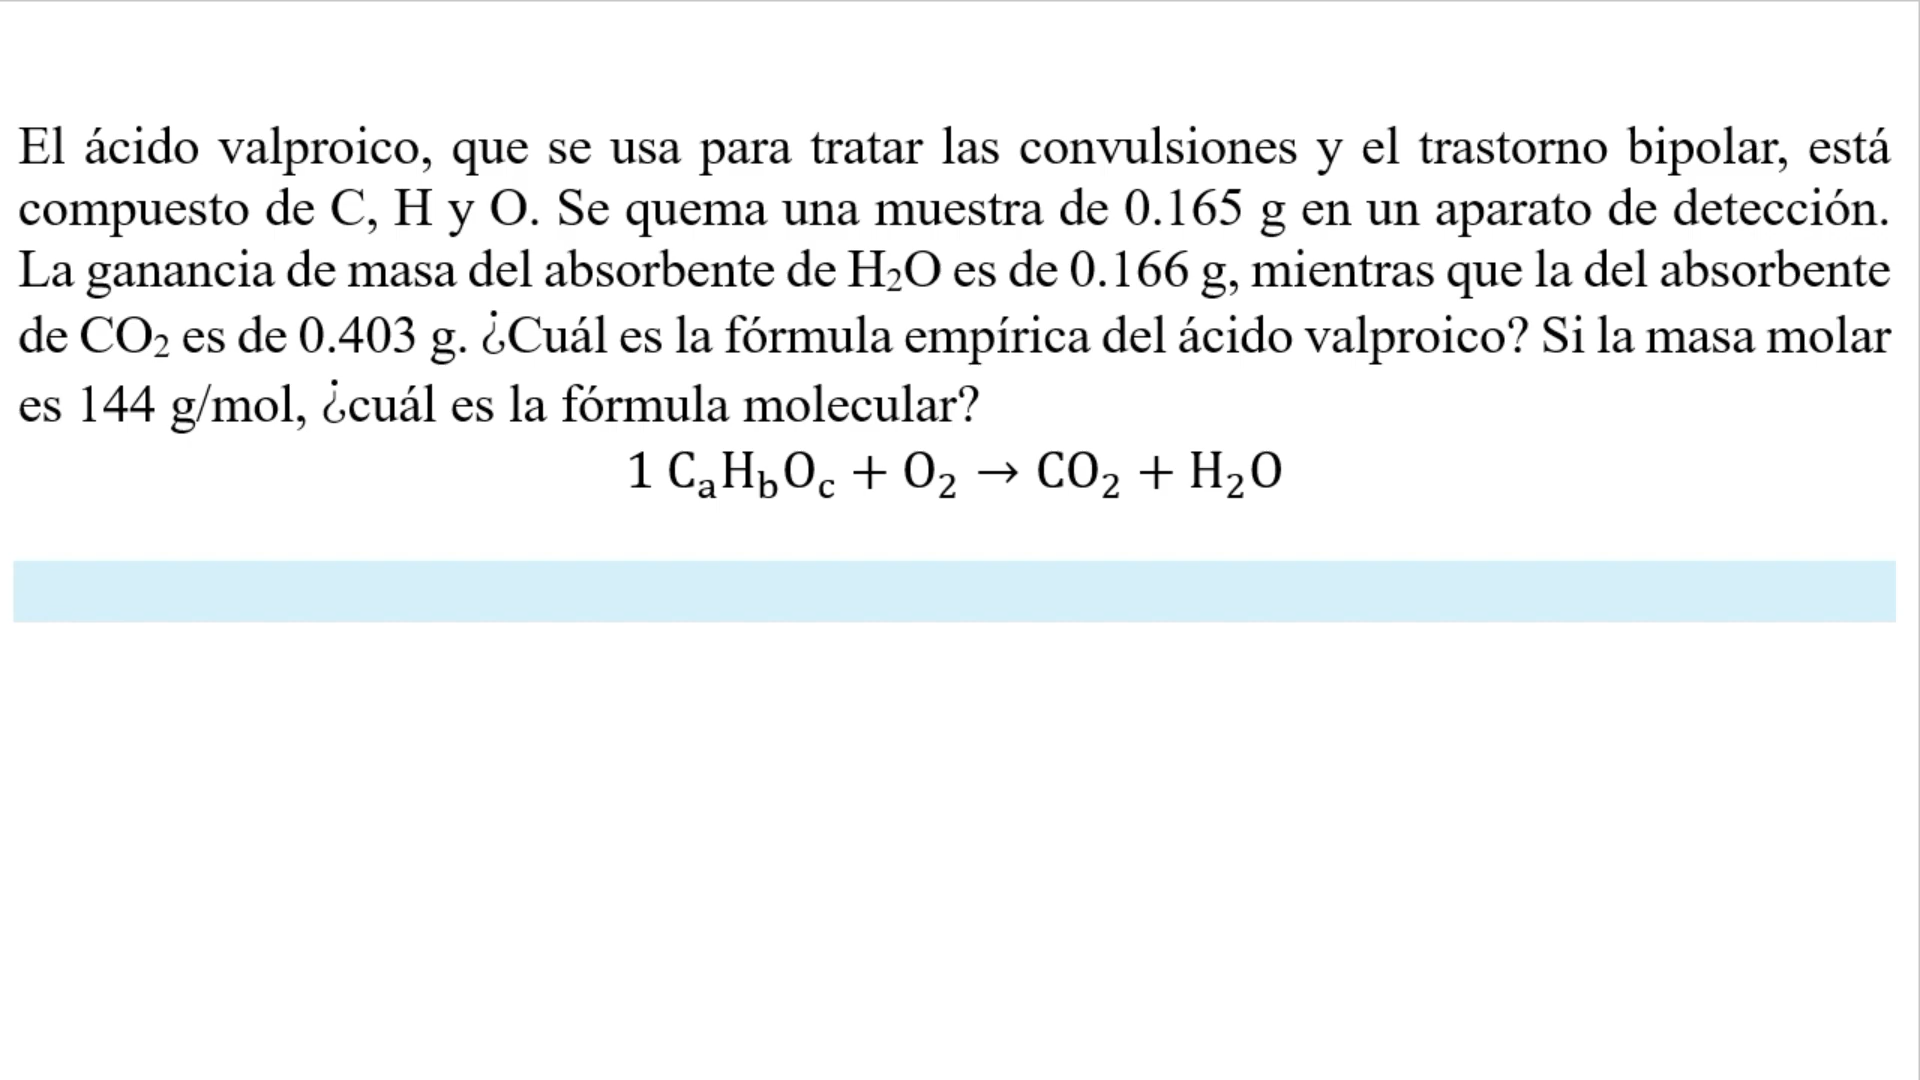 El ácido valproico, que se usa para tratar las convulsiones y el trastorno bipolar, está
compuesto de C, H y O. Se quema una muestra de 0.165 g en un aparato de detección.
La ganancia de masa del absorbente de H₂O es de 0.166 g, mientras que la del absorbente
de CO₂ es de 0.403 g. ¿Cuál es la fórmula empírica del ácido valproico? Si la masa molar
es 144 g/mol, ¿cuál es la fórmula molecular?
1 CₐH_bO_c + O₂ → CO₂ + H₂O